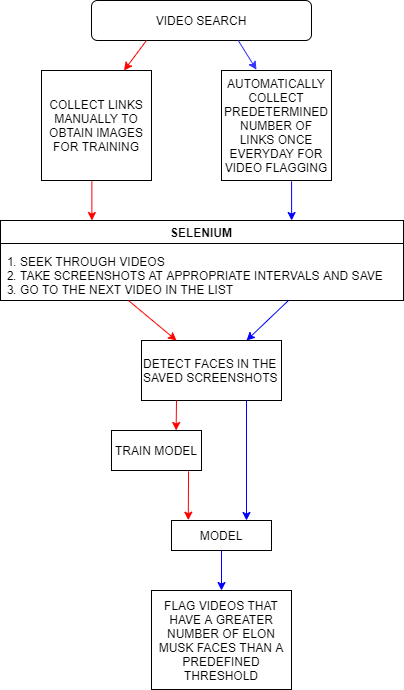 VIDEO SEARCH
COLLECT LINKS
MANUALLY TO
OBTAIN IMAGES
FOR TRAINING
AUTOMATICALLY
COLLECT
PREDETERMINED
NUMBER OF
LINKS ONCE
EVERYDAY FOR
VIDEO FLAGGING
SELENIUM
1. SEEK THROUGH VIDEOS
2. TAKE SCREENSHOTS AT APPROPRIATE INTERVALS AND SAVE
3. GO TO THE NEXT VIDEO IN THE LIST
DETECT FACES IN THE
SAVED SCREENSHOTS
TRAIN MODEL
MODEL
FLAG VIDEOS THAT
HAVE A GREATER
NUMBER OF ELON
MUSK FACES THAN A
PREDEFINED
THRESHOLD